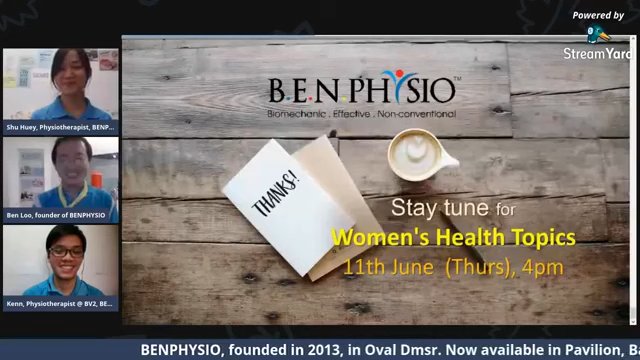 Powered by
StreamYard
Shu Huey, Physiotherapist, BENP...
Ben Loo, founder of BENPHYSIO
Kenn, Physiotherapist @ BV2, BE...
B.E.N.PHYSIO™
Biomechanic . Effective . Non-conventional
THANKS!
Stay tune for
Women's Health Topics
11th June (Thurs), 4pm
BENPHYSIO, founded in 2013, in Oval Dmsr. Now available in Pavilion, Ba